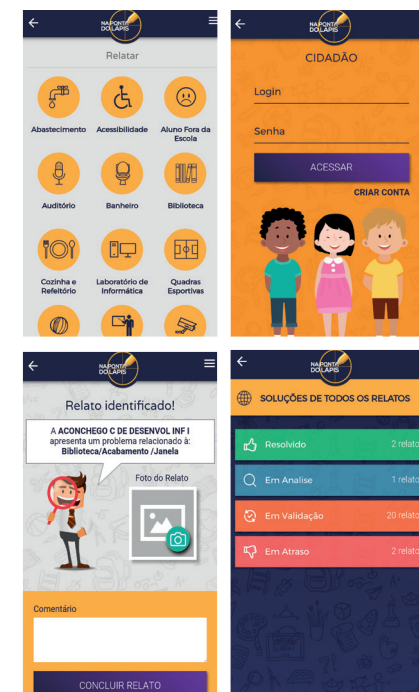 NA PONTA
DO LÁPIS
Relatar
Abastecimento
Acessibilidade
Aluno Fora da
Escola
Auditório
Banheiro
Biblioteca
Cozinha e
Refeitório
Laboratório de
Informática
Quadras
Esportivas
NA PONTA
DO LÁPIS
CIDADÃO
Login
Senha
ACESSAR
CRIAR CONTA
NA PONTA
DO LÁPIS
Relato identificado!
A ACONCHEGO C DE DESENVOL INF I
apresenta um problema relacionado à:
Biblioteca/Acabamento /Janela
Foto do Relato
Comentário
CONCLUIR RELATO
NA PONTA
DO LÁPIS
SOLUÇÕES DE TODOS OS RELATOS
Resolvido 2 relato
Em Analise 1 relato
Em Validação 20 relato
Em Atraso 2 relato